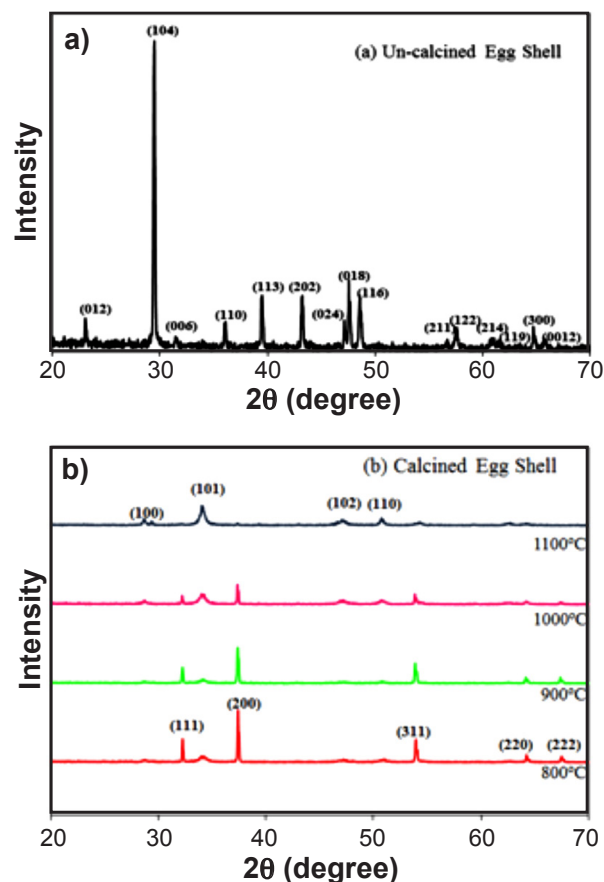 a)
(a) Un-calcined Egg Shell
(104)
(012)
(006)
(110)
(113)
(202)
(024)
(018)
(116)
(211)
(122)
(214)
(119)
(300)
(0012)
Intensity
20 30 40 50 60 70
2θ (degree)
b)
(b) Calcined Egg Shell
(100)
(101)
(102)
(110)
1100°C
1000°C
900°C
(111)
(200)
(311)
(220)
(222)
800°C
Intensity
20 30 40 50 60 70
2θ (degree)